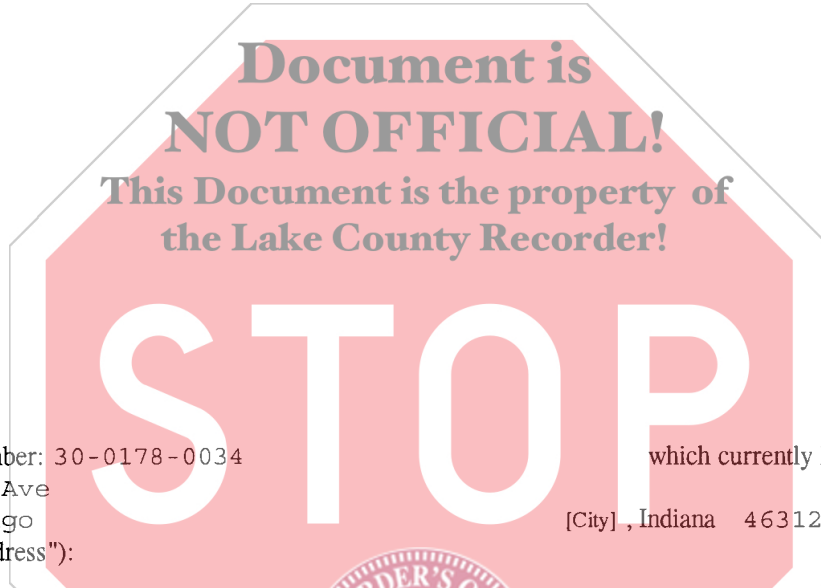 Document is
NOT OFFICIAL!
This Document is the property of
the Lake County Recorder!
STOP
ber: 30-0178-0034 which currently
Ave
go [City] , Indiana 46312
dress"):
DER'S